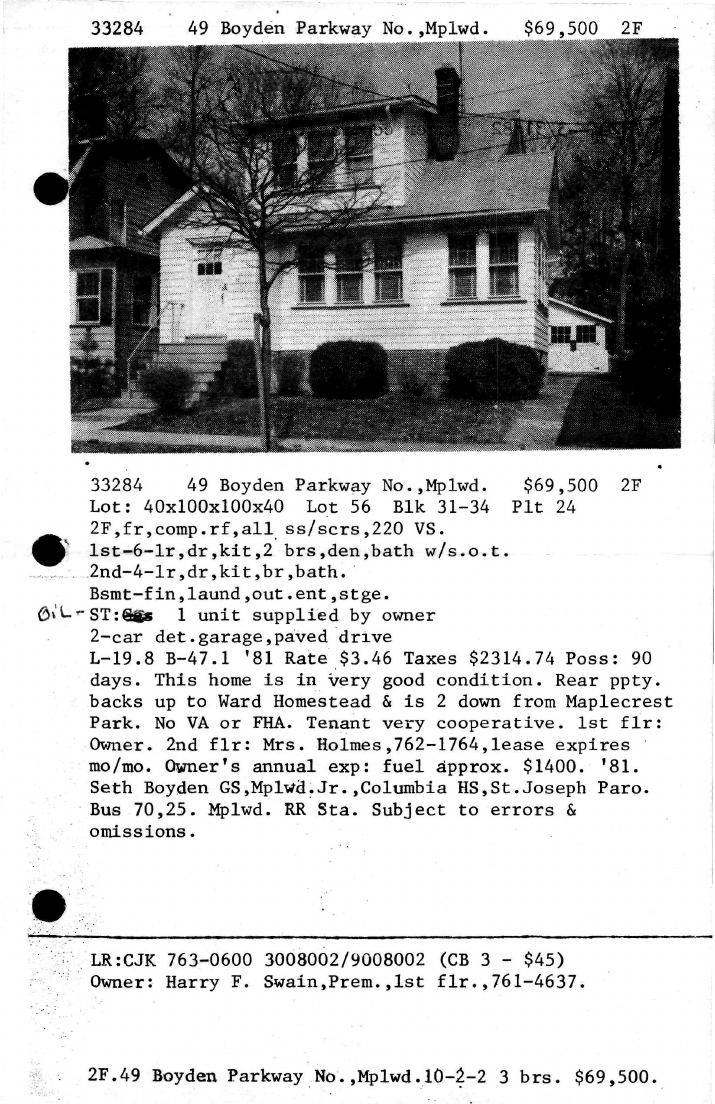 33284 49 Boyden Parkway No.,Mplwd. $69,500 2F
33284 49 Boyden Parkway No.,Mplwd. $69,500 2F
Lot: 40x100x100x40 Lot 56 Blk 31-34 Plt 24
2F,fr,comp.rf,all ss/scrs,220 VS.
1st-6-lr,dr,kit,2 brs,den,bath w/s.o.t.
2nd-4-lr,dr,kit,br,bath.
Bsmt-fin,laund,out.ent,stge.
OIL- ST:Gas 1 unit supplied by owner
2-car det.garage,paved drive
L-19.8 B-47.1 '81 Rate $3.46 Taxes $2314.74 Poss: 90
days. This home is in very good condition. Rear ppty.
backs up to Ward Homestead & is 2 down from Maplecrest
Park. No VA or FHA. Tenant very cooperative. 1st flr:
Owner. 2nd flr: Mrs. Holmes,762-1764,lease expires
mo/mo. Owner's annual exp: fuel approx. $1400. '81.
Seth Boyden GS,Mplwd.Jr.,Columbia HS,St.Joseph Paro.
Bus 70,25. Mplwd. RR Sta. Subject to errors &
omissions.
LR:CJK 763-0600 3008002/9008002 (CB 3 - $45)
Owner: Harry F. Swain,Prem.,1st flr.,761-4637.
2F.49 Boyden Parkway No.,Mplwd.10-2-2 3 brs. $69,500.